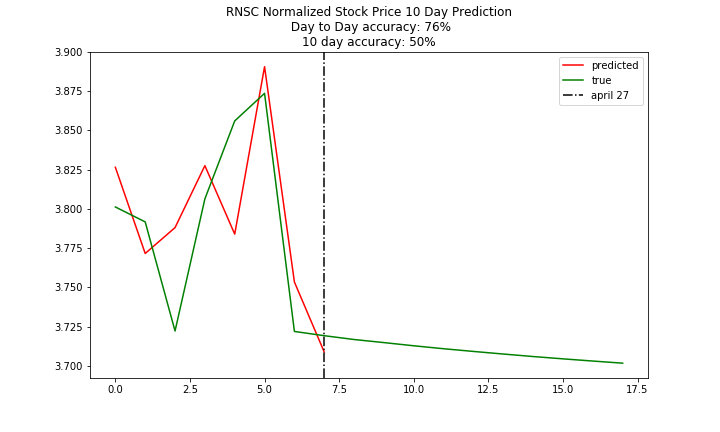 RNSC Normalized Stock Price 10 Day Prediction
Day to Day accuracy: 76%
10 day accuracy: 50%
3.900
3.875
3.850
3.825
3.800
3.775
3.750
3.725
3.700
predicted
true
april 27
0.0
2.5
5.0
7.5
10.0
12.5
15.0
17.5